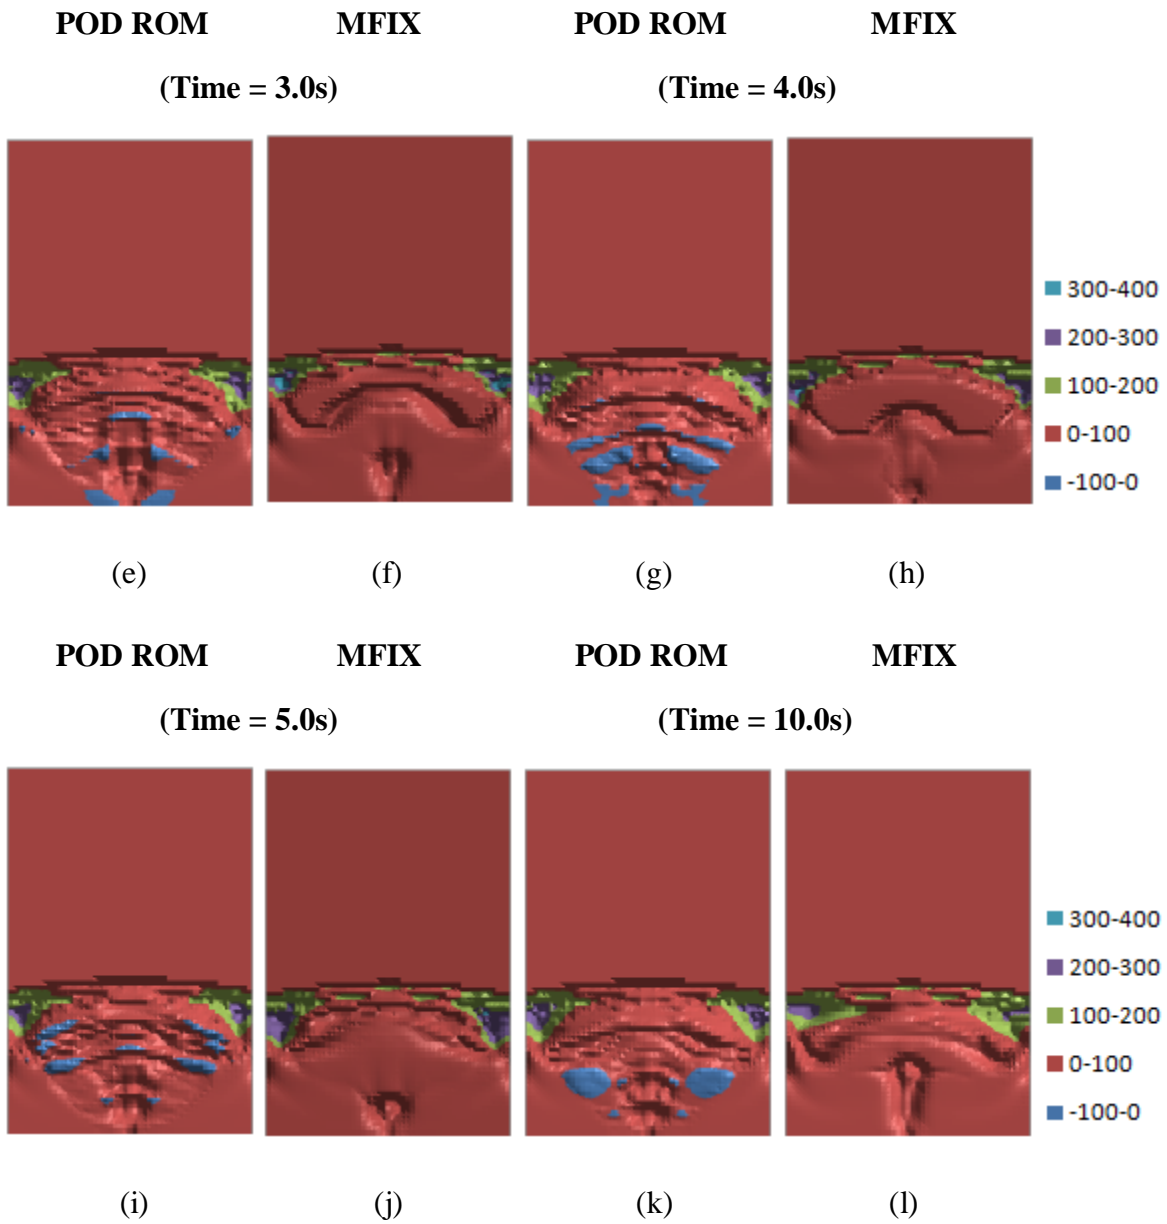 POD ROM MFIX POD ROM MFIX
(Time = 3.0s) (Time = 4.0s)
300-400
200-300
100-200
0-100
-100-0
(e) (f) (g) (h)
POD ROM MFIX POD ROM MFIX
(Time = 5.0s) (Time = 10.0s)
300-400
200-300
100-200
0-100
-100-0
(i) (j) (k) (l)